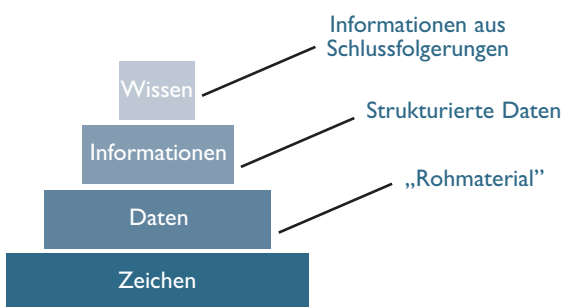 Informationen aus
Schlussfolgerungen
Wissen
Strukturierte Daten
Informationen
„Rohmaterial”
Daten
Zeichen